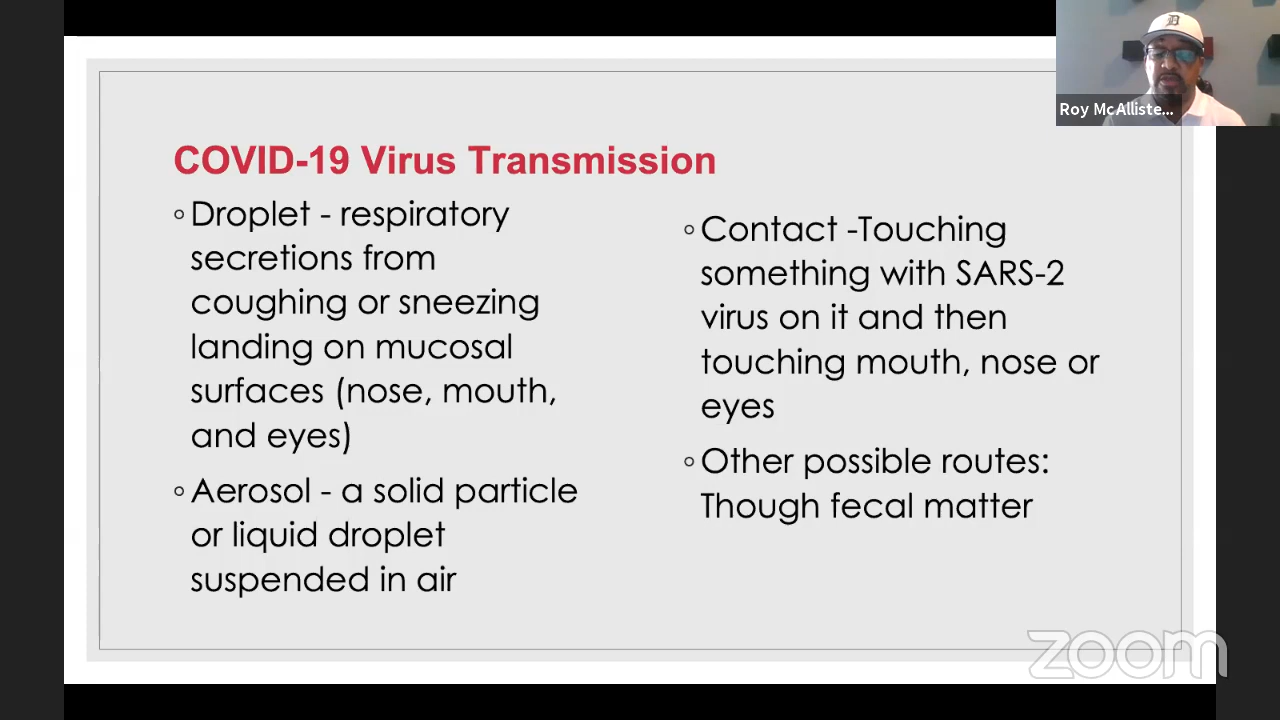 Roy McAlliste...
COVID-19 Virus Transmission
◦Droplet - respiratory
secretions from
coughing or sneezing
landing on mucosal
surfaces (nose, mouth,
and eyes)
◦Aerosol - a solid particle
or liquid droplet
suspended in air
◦Contact -Touching
something with SARS-2
virus on it and then
touching mouth, nose or
eyes
◦Other possible routes:
Though fecal matter
zoom